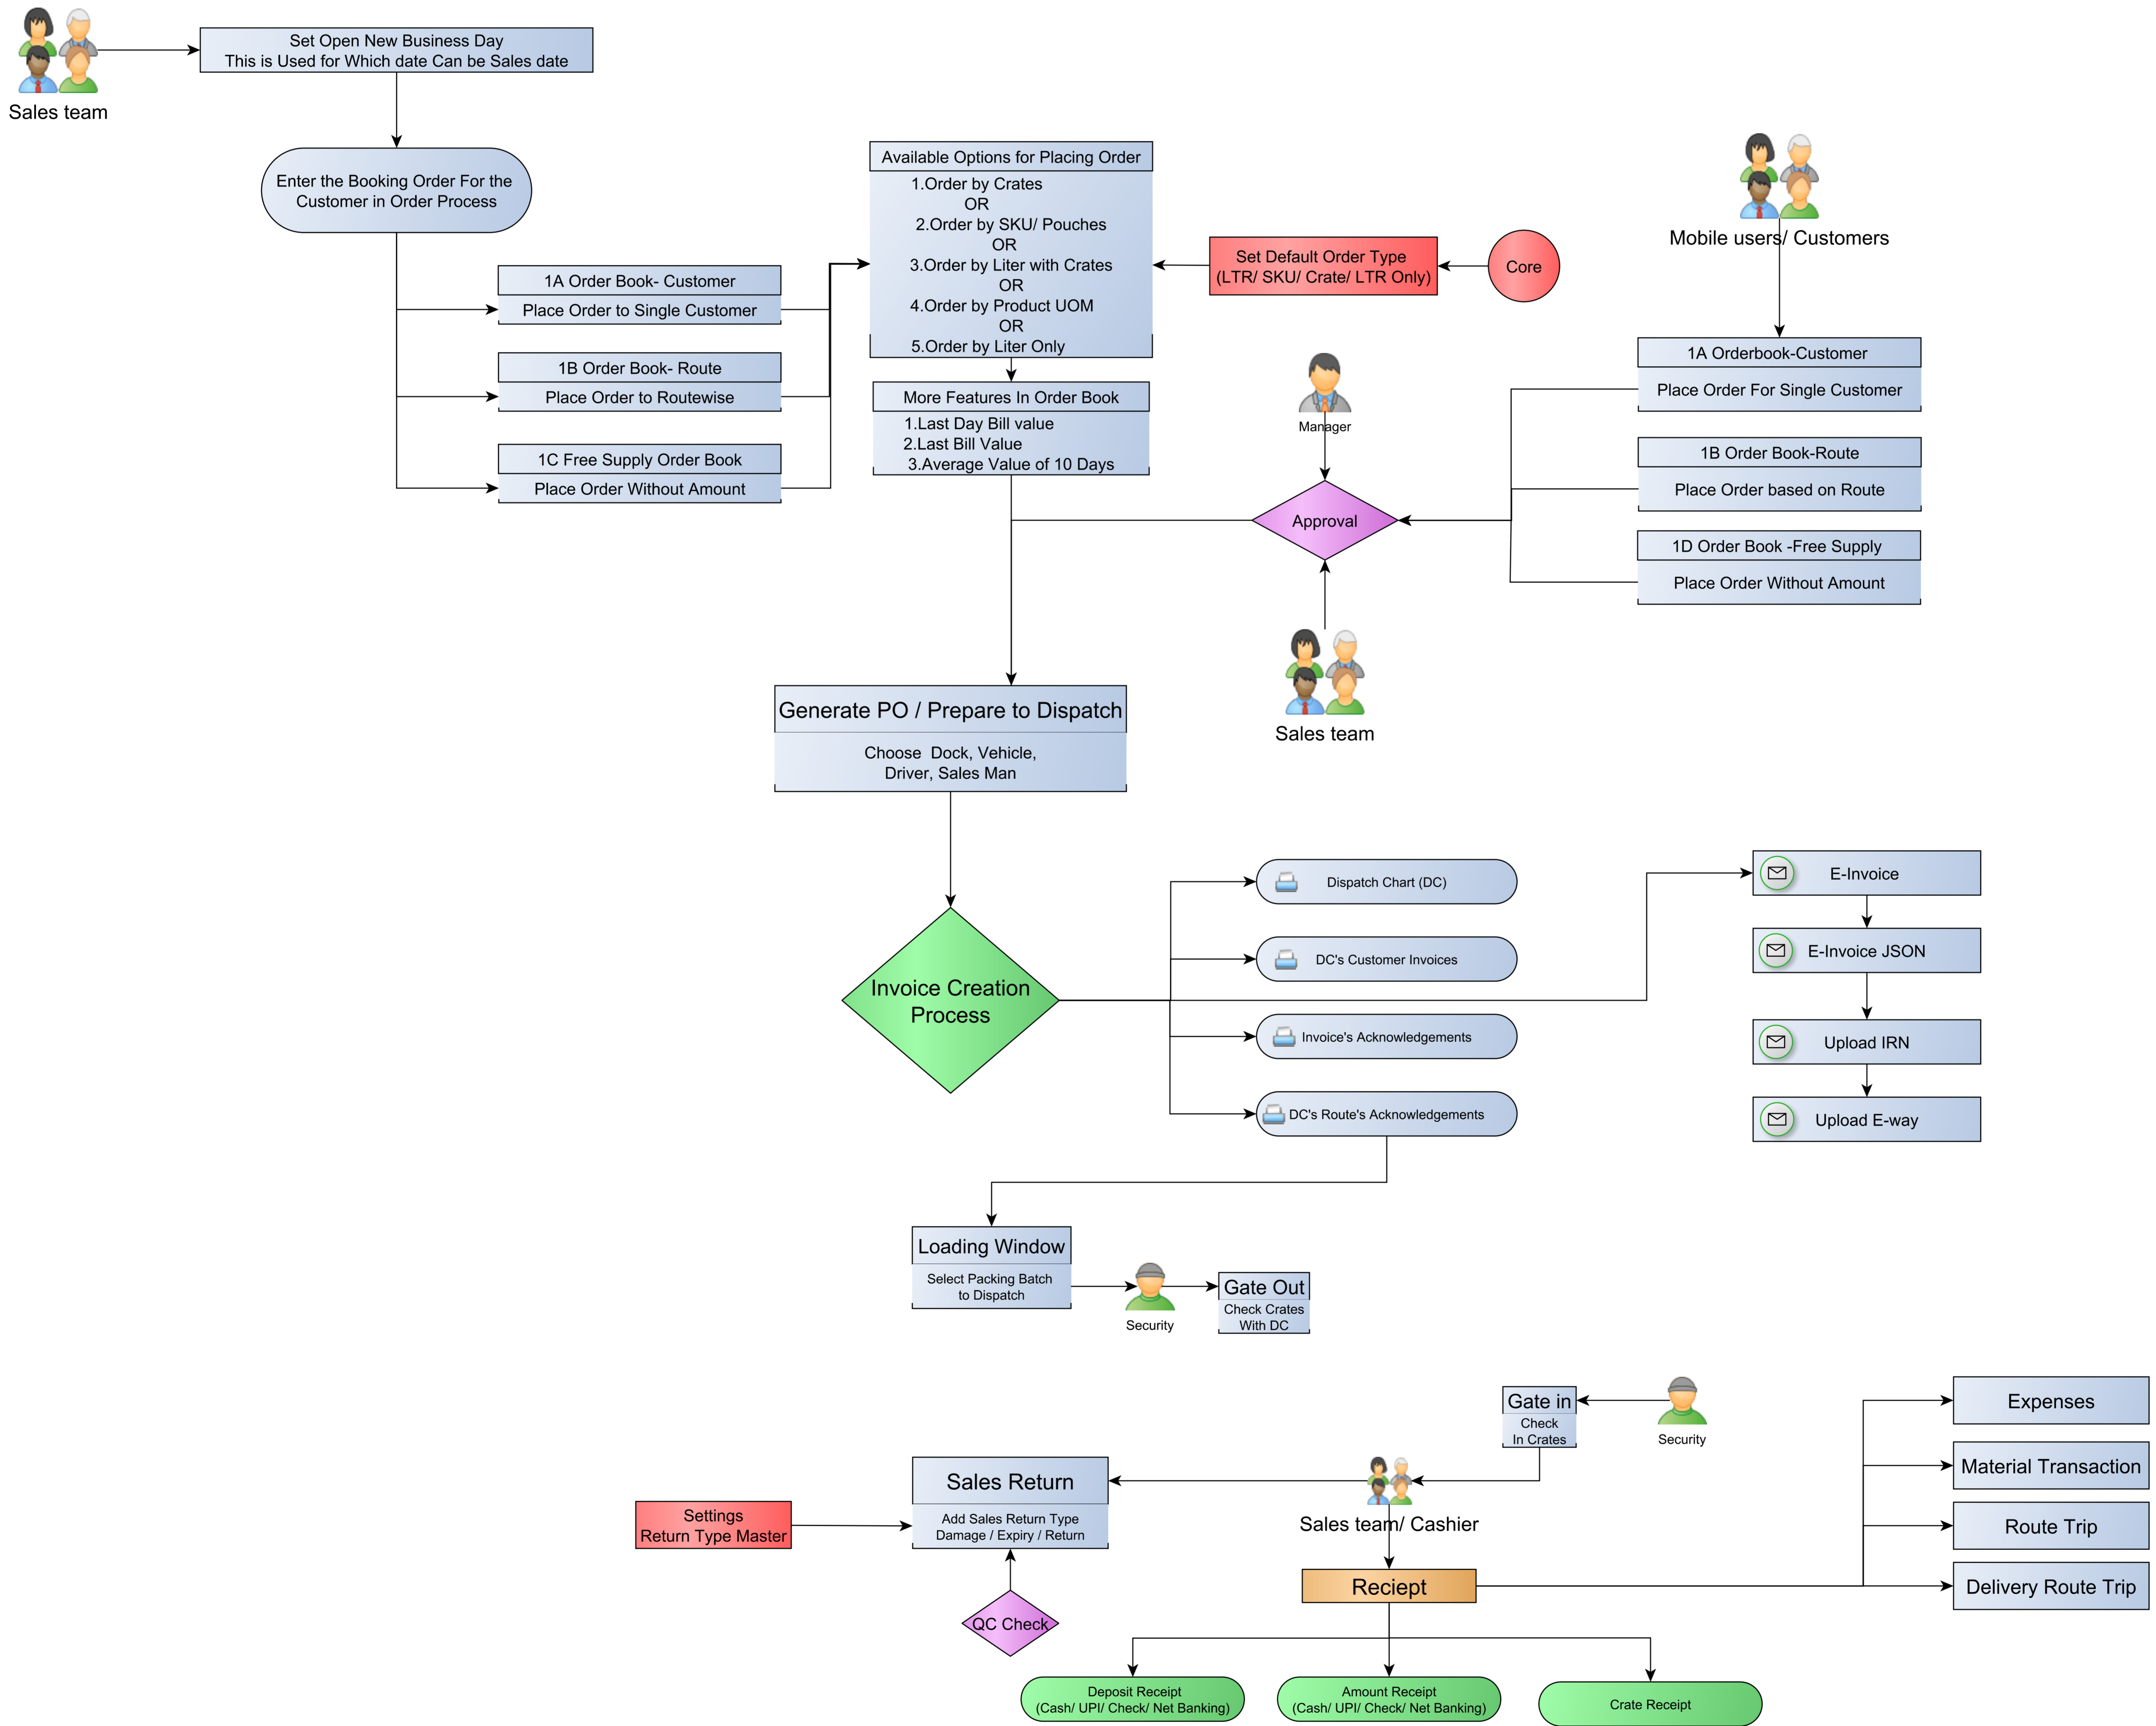 Sales team
Set Open New Business Day
This is Used for Which date Can be Sales date
Enter the Booking Order For the
Customer in Order Process
1A Order Book- Customer
Place Order to Single Customer
1B Order Book- Route
Place Order to Routewise
1C Free Supply Order Book
Place Order Without Amount
Available Options for Placing Order
1.Order by Crates
OR
2.Order by SKU/ Pouches
OR
3.Order by Liter with Crates
OR
4.Order by Product UOM
OR
5.Order by Liter Only
More Features In Order Book
1.Last Day Bill value
2.Last Bill Value
3.Average Value of 10 Days
Set Default Order Type
(LTR/ SKU/ Crate/ LTR Only)
Core
Mobile users/ Customers
1A Orderbook-Customer
Place Order For Single Customer
1B Order Book-Route
Place Order based on Route
1D Order Book -Free Supply
Place Order Without Amount
Manager
Approval
Sales team
Generate PO / Prepare to Dispatch
Choose  Dock, Vehicle,
Driver, Sales Man
Invoice Creation
Process
Dispatch Chart (DC)
DC's Customer Invoices
Invoice's Acknowledgements
DC's Route's Acknowledgements
E-Invoice
E-Invoice JSON
Upload IRN
Upload E-way
Loading Window
Select Packing Batch
to Dispatch
Security
Gate Out
Check Crates
With DC
Gate in
Check
In Crates
Security
Sales Return
Add Sales Return Type
Damage / Expiry / Return
Settings
Return Type Master
QC Check
Sales team/ Cashier
Reciept
Expenses
Material Transaction
Route Trip
Delivery Route Trip
Deposit Receipt
(Cash/ UPI/ Check/ Net Banking)
Amount Receipt
(Cash/ UPI/ Check/ Net Banking)
Crate Receipt